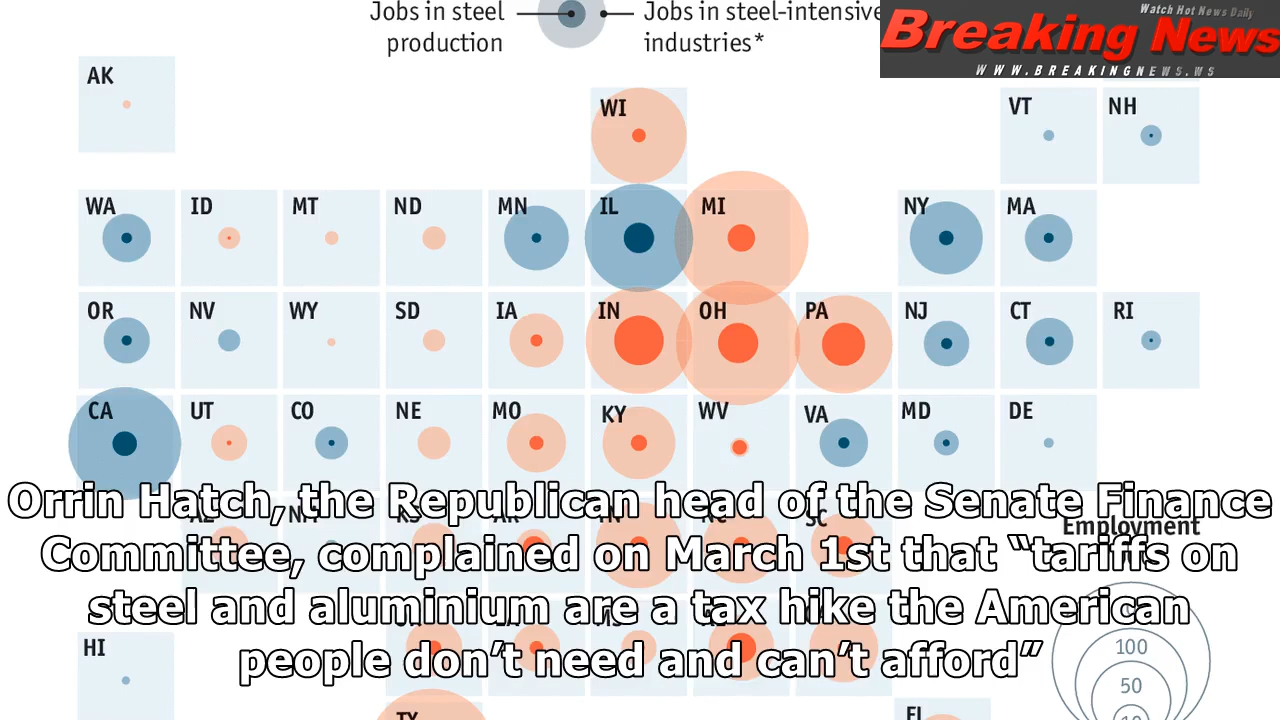 Jobs in steel production
Jobs in steel-intensive industries*
Watch Hot News Daily
Breaking News
WWW.BREAKINGNEWS.WS
AK
WI
VT
NH
WA
ID
MT
ND
MN
IL
MI
NY
MA
OR
NV
WY
SD
IA
IN
OH
PA
NJ
CT
RI
CA
UT
CO
NE
MO
KY
WV
VA
MD
DE
Orrin Hatch, the Republican head of the Senate Finance
Committee, complained on March 1st that “tariffs on
steel and aluminium are a tax hike the American
people don’t need and can’t afford”
SC
Employment
HI
100
50
10
TX
FL